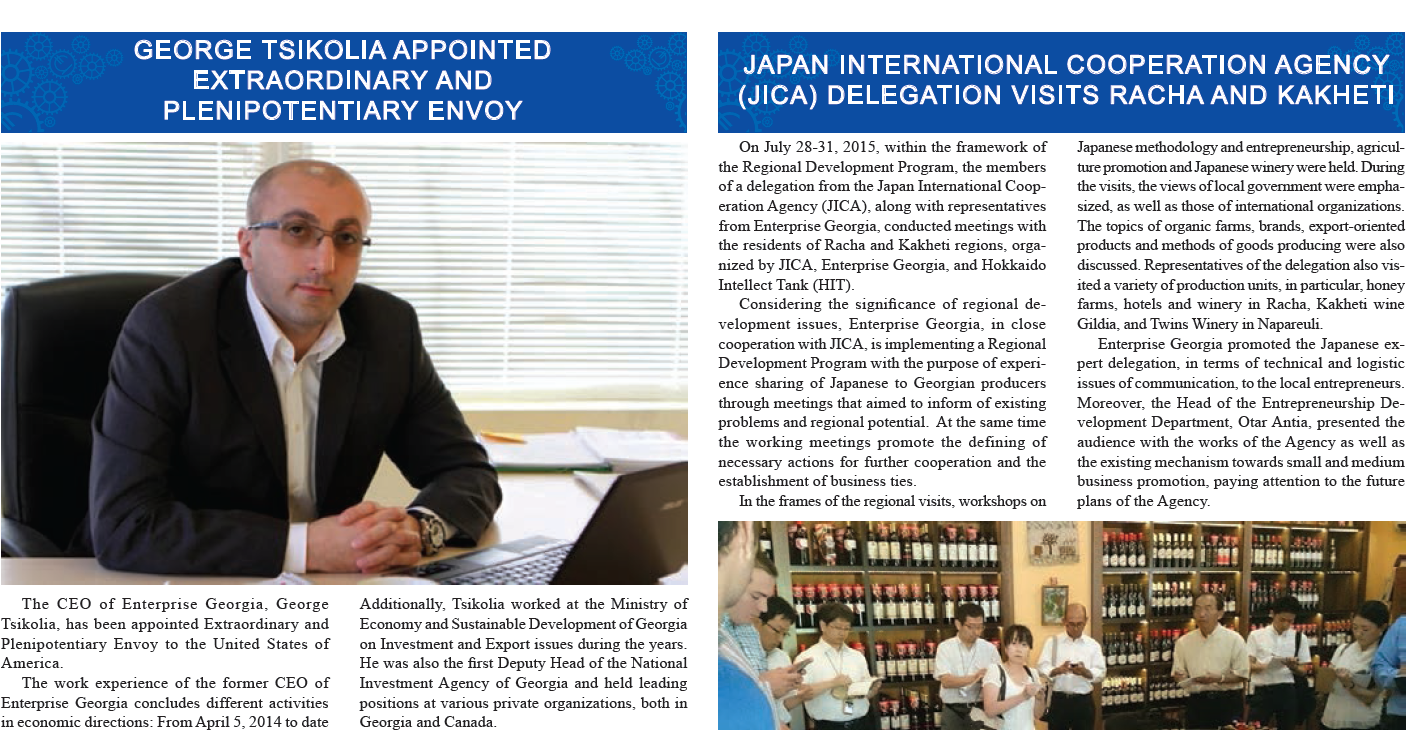 GEORGE TSIKOLIA APPOINTED
EXTRAORDINARY AND
PLENIPOTENTIARY ENVOY
The CEO of Enterprise Georgia, George
Tsikolia, has been appointed Extraordinary and
Plenipotentiary Envoy to the United States of
America.
The work experience of the former CEO of
Enterprise Georgia concludes different activities
in economic directions: From April 5, 2014 to date
Additionally, Tsikolia worked at the Ministry of
Economy and Sustainable Development of Georgia
on Investment and Export issues during the years.
He was also the first Deputy Head of the National
Investment Agency of Georgia and held leading
positions at various private organizations, both in
Georgia and Canada.
JAPAN INTERNATIONAL COOPERATION AGENCY
(JICA) DELEGATION VISITS RACHA AND KAKHETI
On July 28-31, 2015, within the framework of
the Regional Development Program, the members
of a delegation from the Japan International Coop-
eration Agency (JICA), along with representatives
from Enterprise Georgia, conducted meetings with
the residents of Racha and Kakheti regions, orga-
nized by JICA, Enterprise Georgia, and Hokkaido
Intellect Tank (HIT).
Considering the significance of regional de-
velopment issues, Enterprise Georgia, in close
cooperation with JICA, is implementing a Regional
Development Program with the purpose of experi-
ence sharing of Japanese to Georgian producers
through meetings that aimed to inform of existing
problems and regional potential. At the same time
the working meetings promote the defining of
necessary actions for further cooperation and the
establishment of business ties.
In the frames of the regional visits, workshops on
Japanese methodology and entrepreneurship, agricul-
ture promotion and Japanese winery were held. During
the visits, the views of local government were empha-
sized, as well as those of international organizations.
The topics of organic farms, brands, export-oriented
products and methods of goods producing were also
discussed. Representatives of the delegation also vis-
ited a variety of production units, in particular, honey
farms, hotels and winery in Racha, Kakheti wine
Gildia, and Twins Winery in Napareuli.
Enterprise Georgia promoted the Japanese ex-
pert delegation, in terms of technical and logistic
issues of communication, to the local entrepreneurs.
Moreover, the Head of the Entrepreneurship De-
velopment Department, Otar Antia, presented the
audience with the works of the Agency as well as
the existing mechanism towards small and medium
business promotion, paying attention to the future
plans of the Agency.